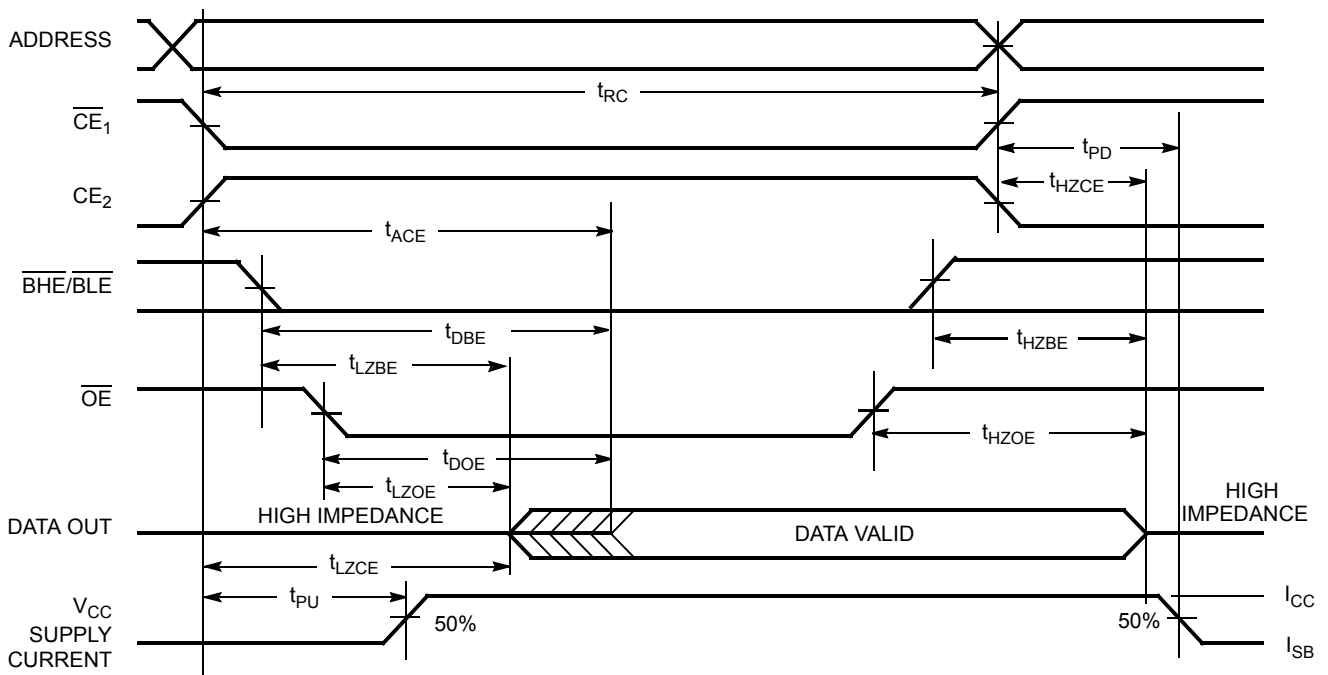 ADDRESS
tRC
CE1
tPD
tHZCE
CE2
tACE
BHE/BLE
tDBE
tHZBE
tLZBE
OE
tHZOE
tDOE
tLZOE
HIGH
IMPEDANCE
HIGH IMPEDANCE
DATA OUT
DATA VALID
tLZCE
tPU
VCC
SUPPLY
CURRENT
50%
50%
ICC
ISB